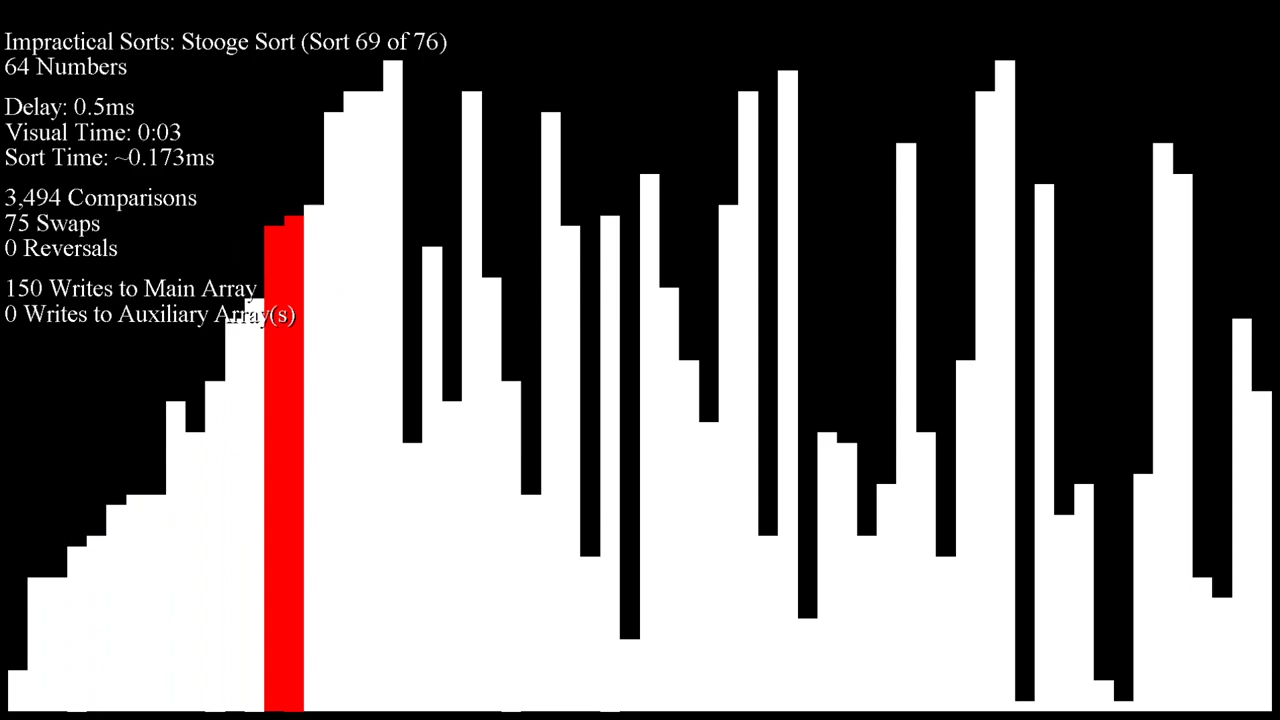 Impractical Sorts: Stooge Sort (Sort 69 of 76)
64 Numbers
Delay: 0.5ms
Visual Time: 0:03
Sort Time: ~0.173ms
3,494 Comparisons
75 Swaps
0 Reversals
150 Writes to Main Array
0 Writes to Auxiliary Array(s)